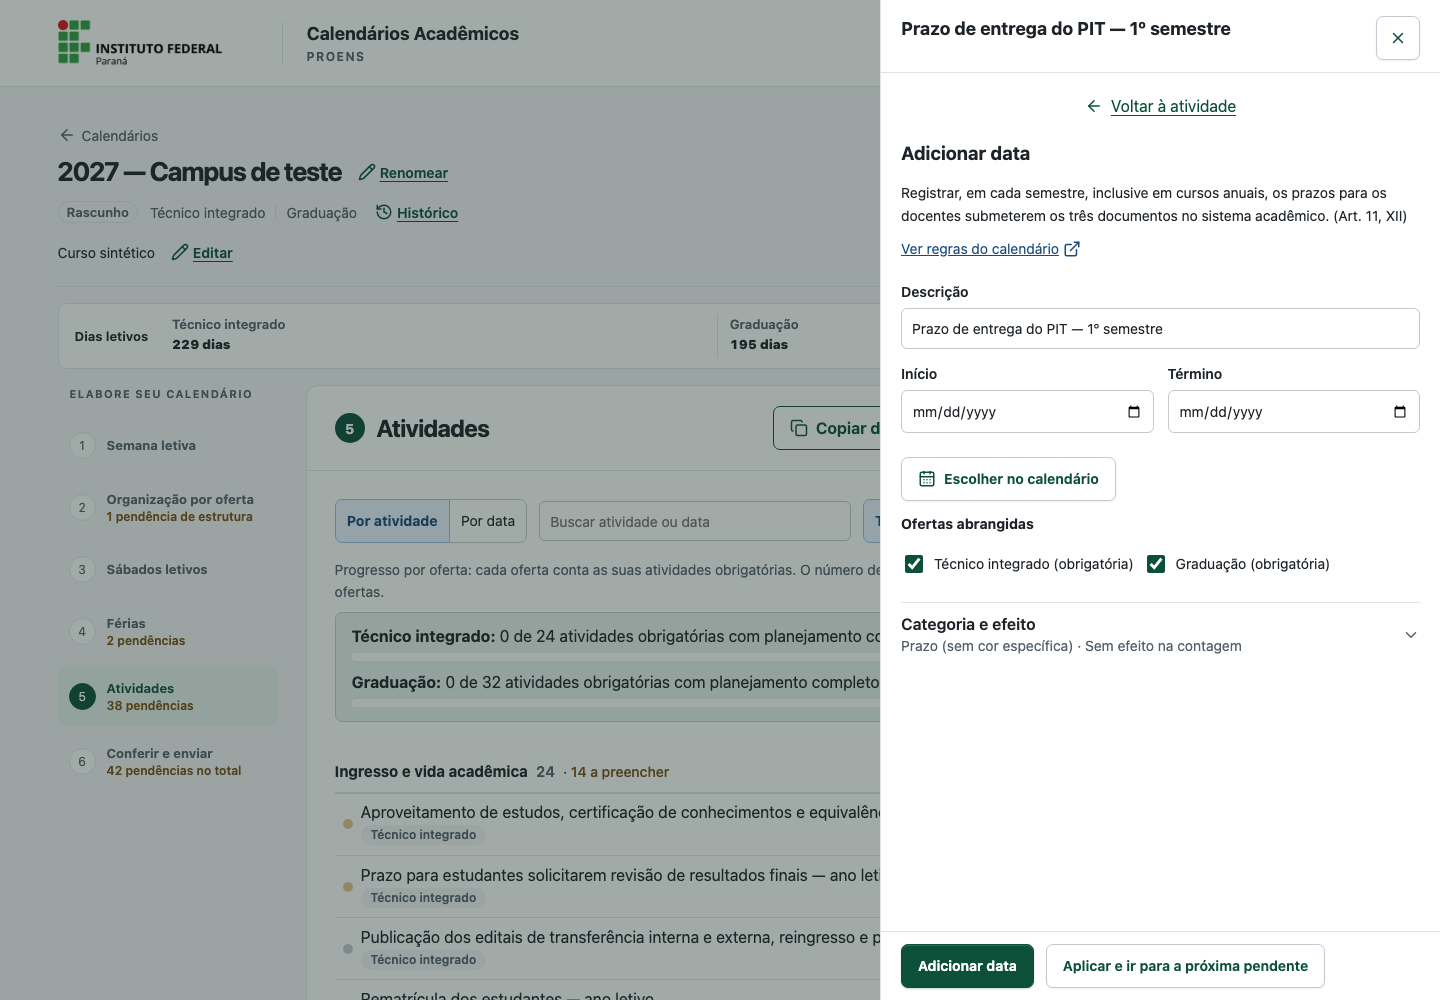 INSTITUTO FEDERAL
Paraná
Calendários Acadêmicos
PROENS
Calendários
2027 — Campus de teste
Renomear
Rascunho
Técnico integrado
Graduação
Histórico
Curso sintético
Editar
Dias letivos
Técnico integrado
229 dias
Graduação
195 dias
ELABORE SEU CALENDÁRIO
1
Semana letiva
2
Organização por oferta
1 pendência de estrutura
3
Sábados letivos
4
Férias
2 pendências
5
Atividades
38 pendências
6
Conferir e enviar
42 pendências no total
5
Atividades
Copiar d
Por atividade
Por data
Buscar atividade ou data
T
Progresso por oferta: cada oferta conta as suas atividades obrigatórias. O número de
ofertas.
Técnico integrado: 0 de 24 atividades obrigatórias com planejamento co
Graduação: 0 de 32 atividades obrigatórias com planejamento completo
Ingresso e vida acadêmica 24 · 14 a preencher
Aproveitamento de estudos, certificação de conhecimentos e equivalên
Técnico integrado
Prazo para estudantes solicitarem revisão de resultados finais — ano leti
Técnico integrado
Publicação dos editais de transferência interna e externa, reingresso e p
Técnico integrado
Rematrícula dos estudantes — ano letivo
Prazo de entrega do PIT — 1º semestre
Voltar à atividade
Adicionar data
Registrar, em cada semestre, inclusive em cursos anuais, os prazos para os
docentes submeterem os três documentos no sistema acadêmico. (Art. 11, XII)
Ver regras do calendário
Descrição
Prazo de entrega do PIT — 1º semestre
Início
Término
mm/dd/yyyy
mm/dd/yyyy
Escolher no calendário
Ofertas abrangidas
Técnico integrado (obrigatória)
Graduação (obrigatória)
Categoria e efeito
Prazo (sem cor específica) · Sem efeito na contagem
Adicionar data
Aplicar e ir para a próxima pendente